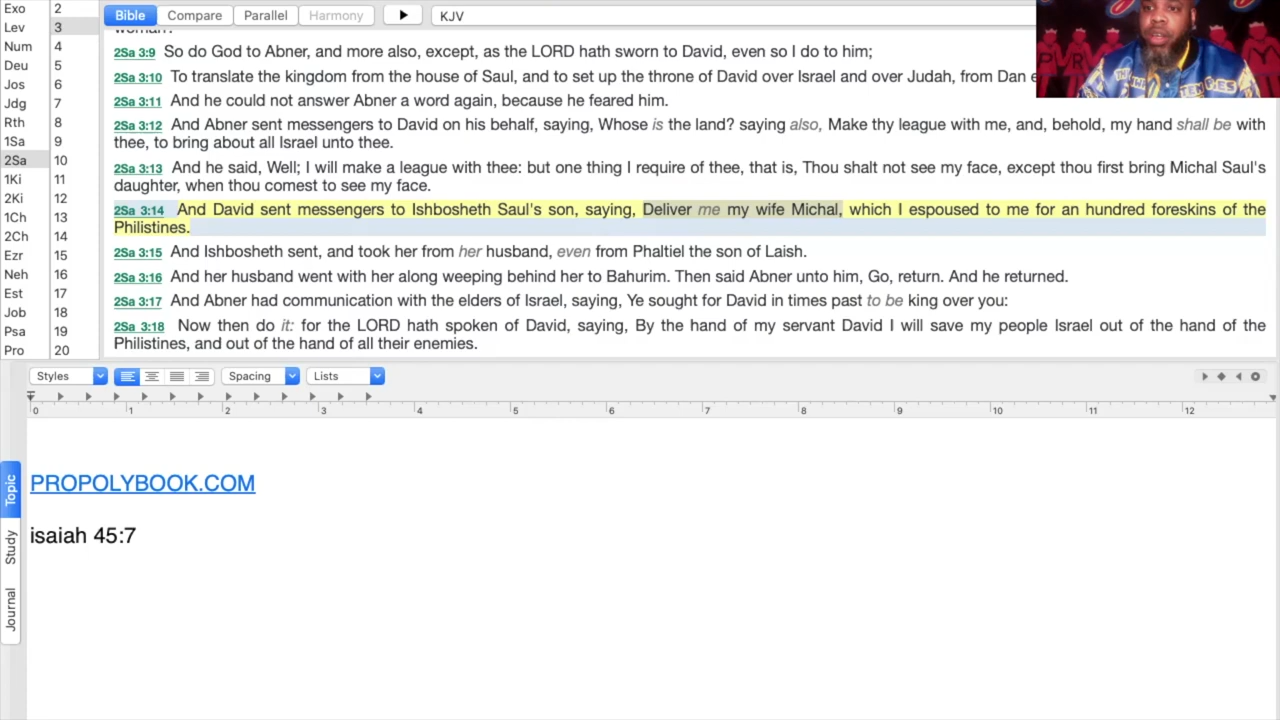 Exo 2
Lev 3
Num 4
Deu 5
Jos 6
Jdg 7
Rth 8
1Sa 9
2Sa 10
1Ki 11
2Ki 12
1Ch 13
2Ch 14
Ezr 15
Neh 16
Est 17
Job 18
Psa 19
Pro 20
Bible Compare Parallel Harmony KJV
woman?
2Sa 3:9 So do God to Abner, and more also, except, as the LORD hath sworn to David, even so I do to him;
2Sa 3:10 To translate the kingdom from the house of Saul, and to set up the throne of David over Israel and over Judah, from Dan
2Sa 3:11 And he could not answer Abner a word again, because he feared him.
2Sa 3:12 And Abner sent messengers to David on his behalf, saying, Whose is the land? saying also, Make thy league with me, and, behold, my hand shall be with
thee, to bring about all Israel unto thee.
2Sa 3:13 And he said, Well; I will make a league with thee: but one thing I require of thee, that is, Thou shalt not see my face, except thou first bring Michal Saul's
daughter, when thou comest to see my face.
2Sa 3:14 And David sent messengers to Ishbosheth Saul's son, saying, Deliver me my wife Michal, which I espoused to me for an hundred foreskins of the
Philistines.
2Sa 3:15 And Ishbosheth sent, and took her from her husband, even from Phaltiel the son of Laish.
2Sa 3:16 And her husband went with her along weeping behind her to Bahurim. Then said Abner unto him, Go, return. And he returned.
2Sa 3:17 And Abner had communication with the elders of Israel, saying, Ye sought for David in times past to be king over you:
2Sa 3:18 Now then do it: for the LORD hath spoken of David, saying, By the hand of my servant David I will save my people Israel out of the hand of the
Philistines, and out of the hand of all their enemies.
Styles Spacing Lists
0 1 2 3 4 5 6 7 8 9 10 11 12
Topic
Study
Journal
PROPOLYBOOK.COM
isaiah 45:7